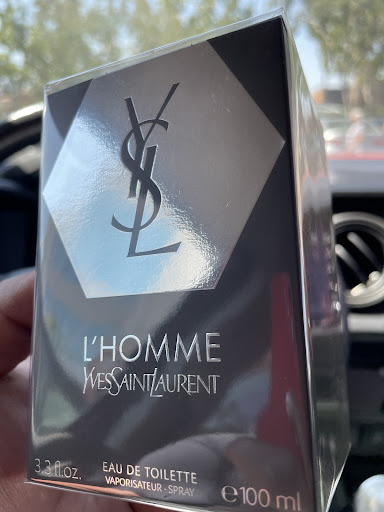 YSL
L'HOMME
YVESSAINTLAURENT
3.3 fl.oz. EAU DE TOILETTE ℮100 ml
VAPORISATEUR - SPRAY